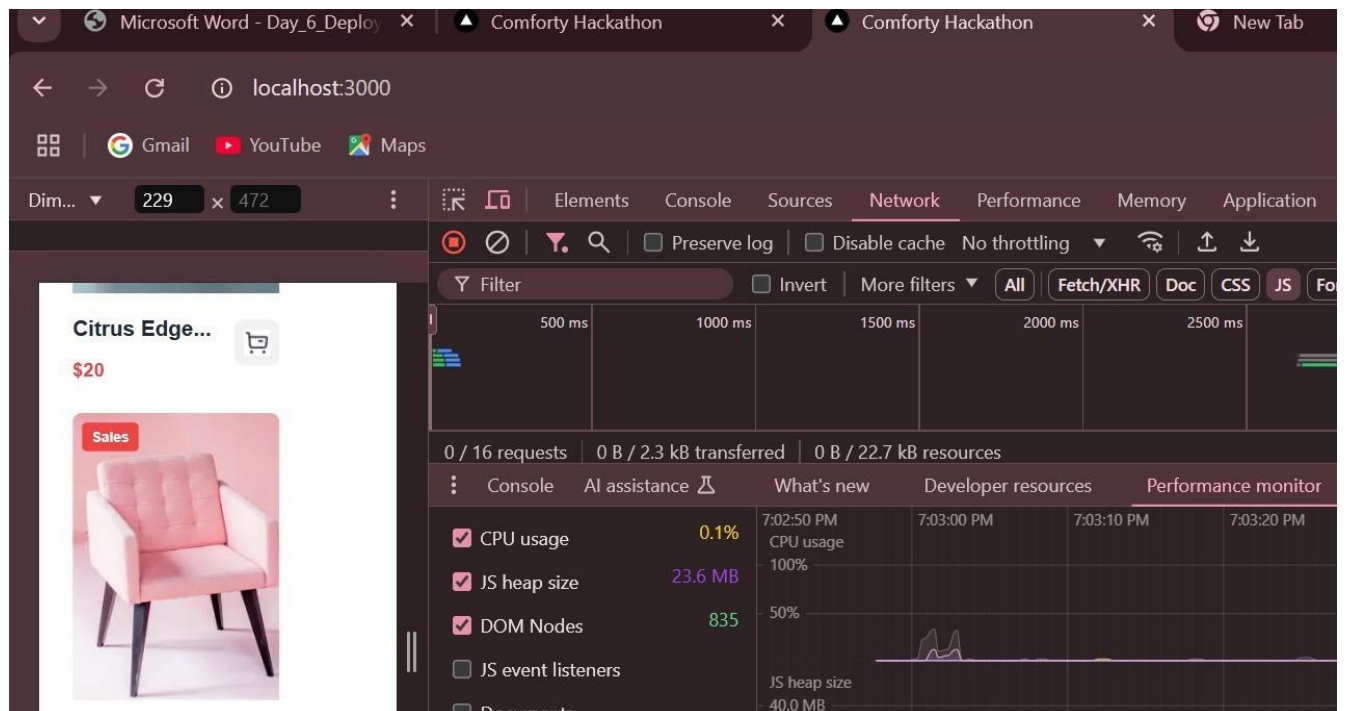 Microsoft Word - Day_6_Deploy
Comforty Hackathon
Comforty Hackathon
New Tab
localhost:3000
Gmail
YouTube
Maps
Dim... 229 × 472
Elements Console Sources Network Performance Memory Application
Preserve log Disable cache No throttling
Filter Invert More filters All Fetch/XHR Doc CSS JS Fo
500 ms 1000 ms 1500 ms 2000 ms 2500 ms
0 / 16 requests 0 B / 2.3 kB transferred 0 B / 22.7 kB resources
Console AI assistance What's new Developer resources Performance monitor
CPU usage 0.1%
JS heap size 23.6 MB
DOM Nodes 835
JS event listeners
Documents
7:02:50 PM 7:03:00 PM 7:03:10 PM 7:03:20 PM
CPU usage
100%
50%
JS heap size
40.0 MB
Citrus Edge...
$20
Sales